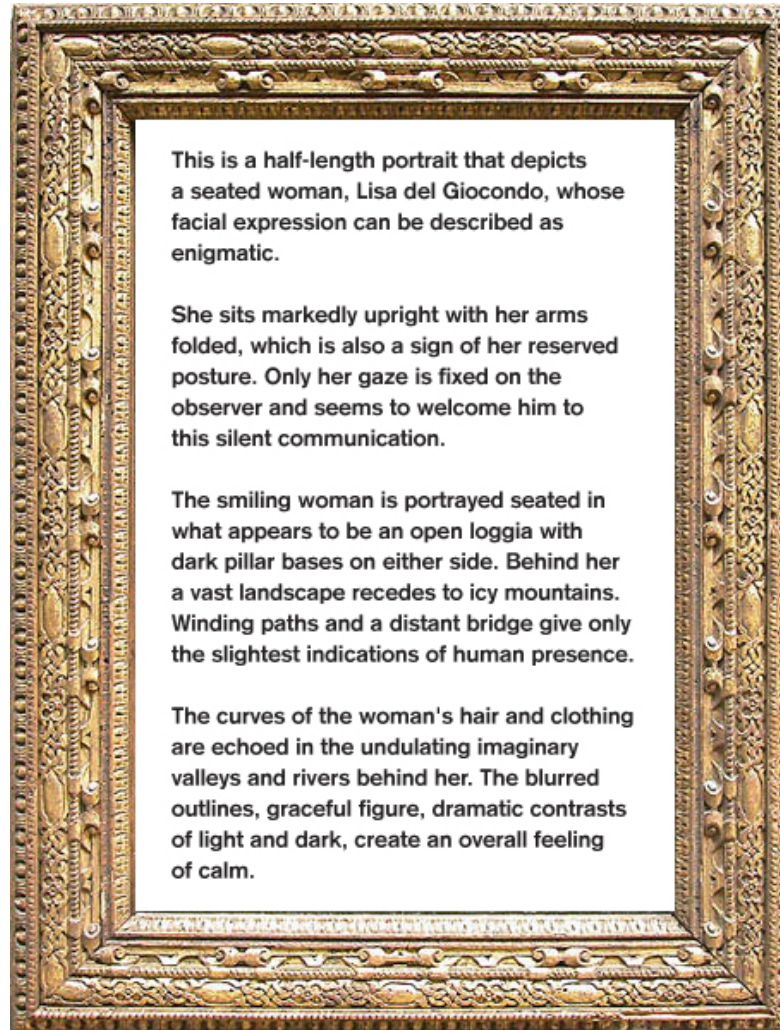 This is a half-length portrait that depicts
a seated woman, Lisa del Giocondo, whose
facial expression can be described as
enigmatic.
She sits markedly upright with her arms
folded, which is also a sign of her reserved
posture. Only her gaze is fixed on the
observer and seems to welcome him to
this silent communication.
The smiling woman is portrayed seated in
what appears to be an open loggia with
dark pillar bases on either side. Behind her
a vast landscape recedes to icy mountains.
Winding paths and a distant bridge give only
the slightest indications of human presence.
The curves of the woman's hair and clothing
are echoed in the undulating imaginary
valleys and rivers behind her. The blurred
outlines, graceful figure, dramatic contrasts
of light and dark, create an overall feeling
of calm.